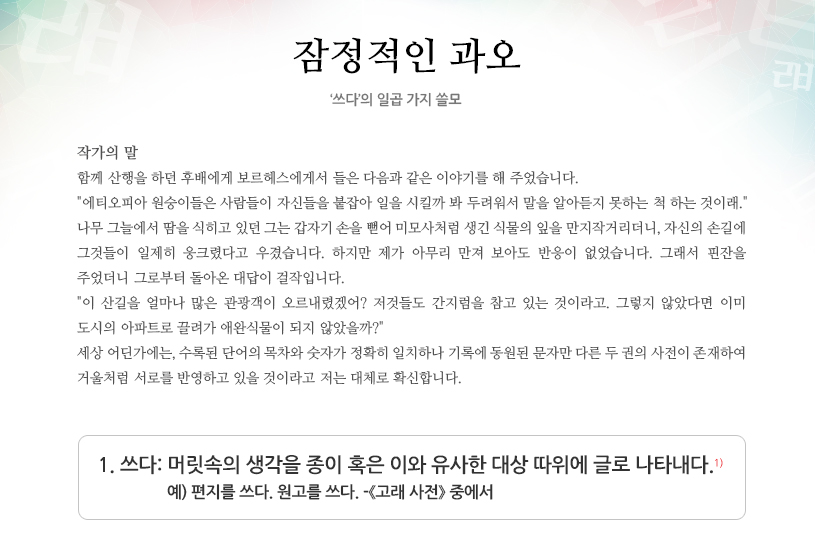 잠정적인 과오
‘쓰다’의 일곱 가지 쓸모
작가의 말
함께 산행을 하던 후배에게 보르헤스에게서 들은 다음과 같은 이야기를 해 주었습니다.
"에티오피아 원숭이들은 사람들이 자신들을 붙잡아 일을 시킬까 봐 두려워서 말을 알아듣지 못하는 척 하는 것이래."
나무 그늘에서 땀을 식히고 있던 그는 갑자기 손을 뻗어 미모사처럼 생긴 식물의 잎을 만지작거리더니, 자신의 손길에
그것들이 일제히 웅크렸다고 우겼습니다. 하지만 제가 아무리 만져 보아도 반응이 없었습니다. 그래서 핀잔을
주었더니 그로부터 돌아온 대답이 걸작입니다.
"이 산길을 얼마나 많은 관광객이 오르내렸겠어? 저것들도 간지럼을 참고 있는 것이라고. 그렇지 않았다면 이미
도시의 아파트로 끌려가 애완식물이 되지 않았을까?"
세상 어딘가에는, 수록된 단어의 목차와 숫자가 정확히 일치하나 기록에 동원된 문자만 다른 두 권의 사전이 존재하여
거울처럼 서로를 반영하고 있을 것이라고 저는 대체로 확신합니다.
1. 쓰다: 머릿속의 생각을 종이 혹은 이와 유사한 대상 따위에 글로 나타내다.1)
예) 편지를 쓰다. 원고를 쓰다. -《고래 사전》 중에서